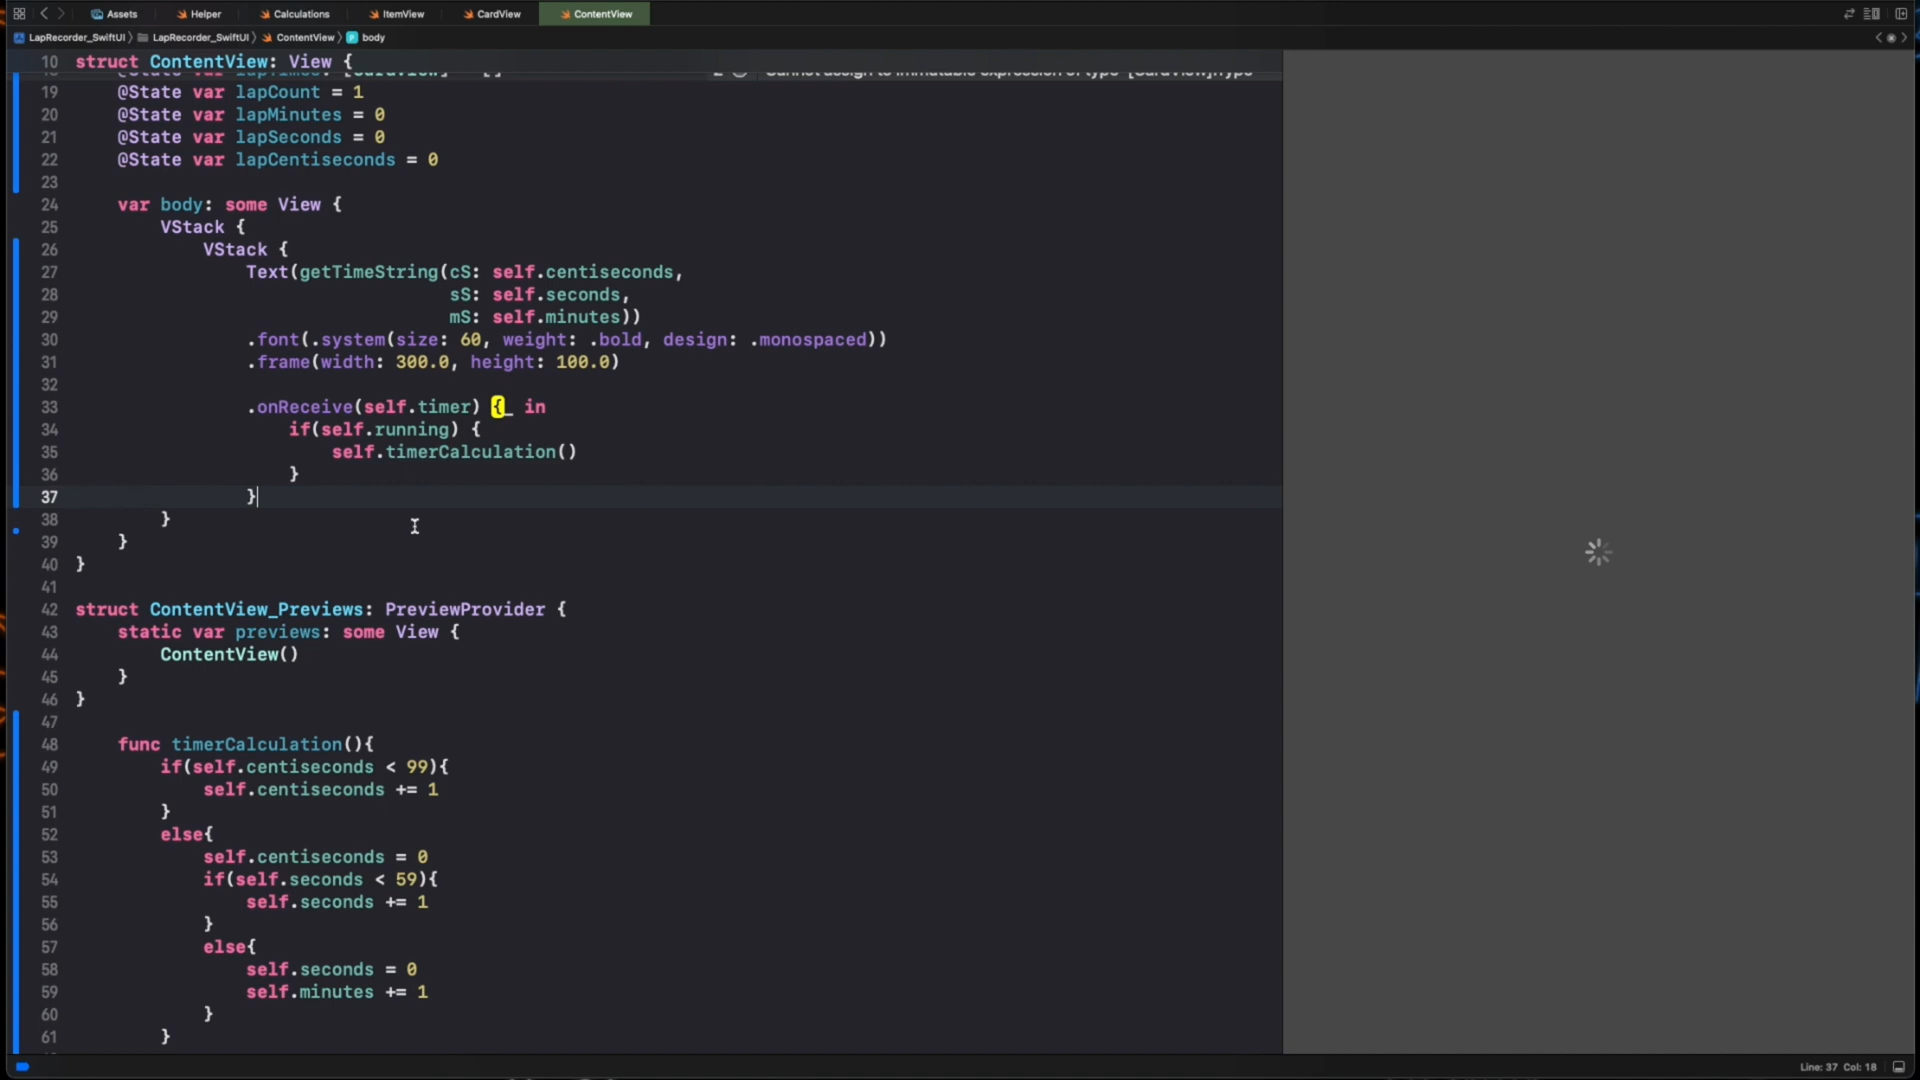 Assets Helper Calculations ItemView CardView ContentView
LapRecorder_SwiftUI LapRecorder_SwiftUI ContentView body
10 struct ContentView: View {
19 @State var lapCount = 1
20 @State var lapMinutes = 0
21 @State var lapSeconds = 0
22 @State var lapCentiseconds = 0
23
24 var body: some View {
25 VStack {
26 VStack {
27 Text(getTimeString(cS: self.centiseconds,
28 sS: self.seconds,
29 mS: self.minutes))
30 .font(.system(size: 60, weight: .bold, design: .monospaced))
31 .frame(width: 300.0, height: 100.0)
32
33 .onReceive(self.timer) {_ in
34 if(self.running) {
35 self.timerCalculation()
36 }
37 }
38 }
39 }
40 }
41
42 struct ContentView_Previews: PreviewProvider {
43 static var previews: some View {
44 ContentView()
45 }
46 }
47
48 func timerCalculation(){
49 if(self.centiseconds < 99){
50 self.centiseconds += 1
51 }
52 else{
53 self.centiseconds = 0
54 if(self.seconds < 59){
55 self.seconds += 1
56 }
57 else{
58 self.seconds = 0
59 self.minutes += 1
60 }
61 }
Line: 37 Col: 18